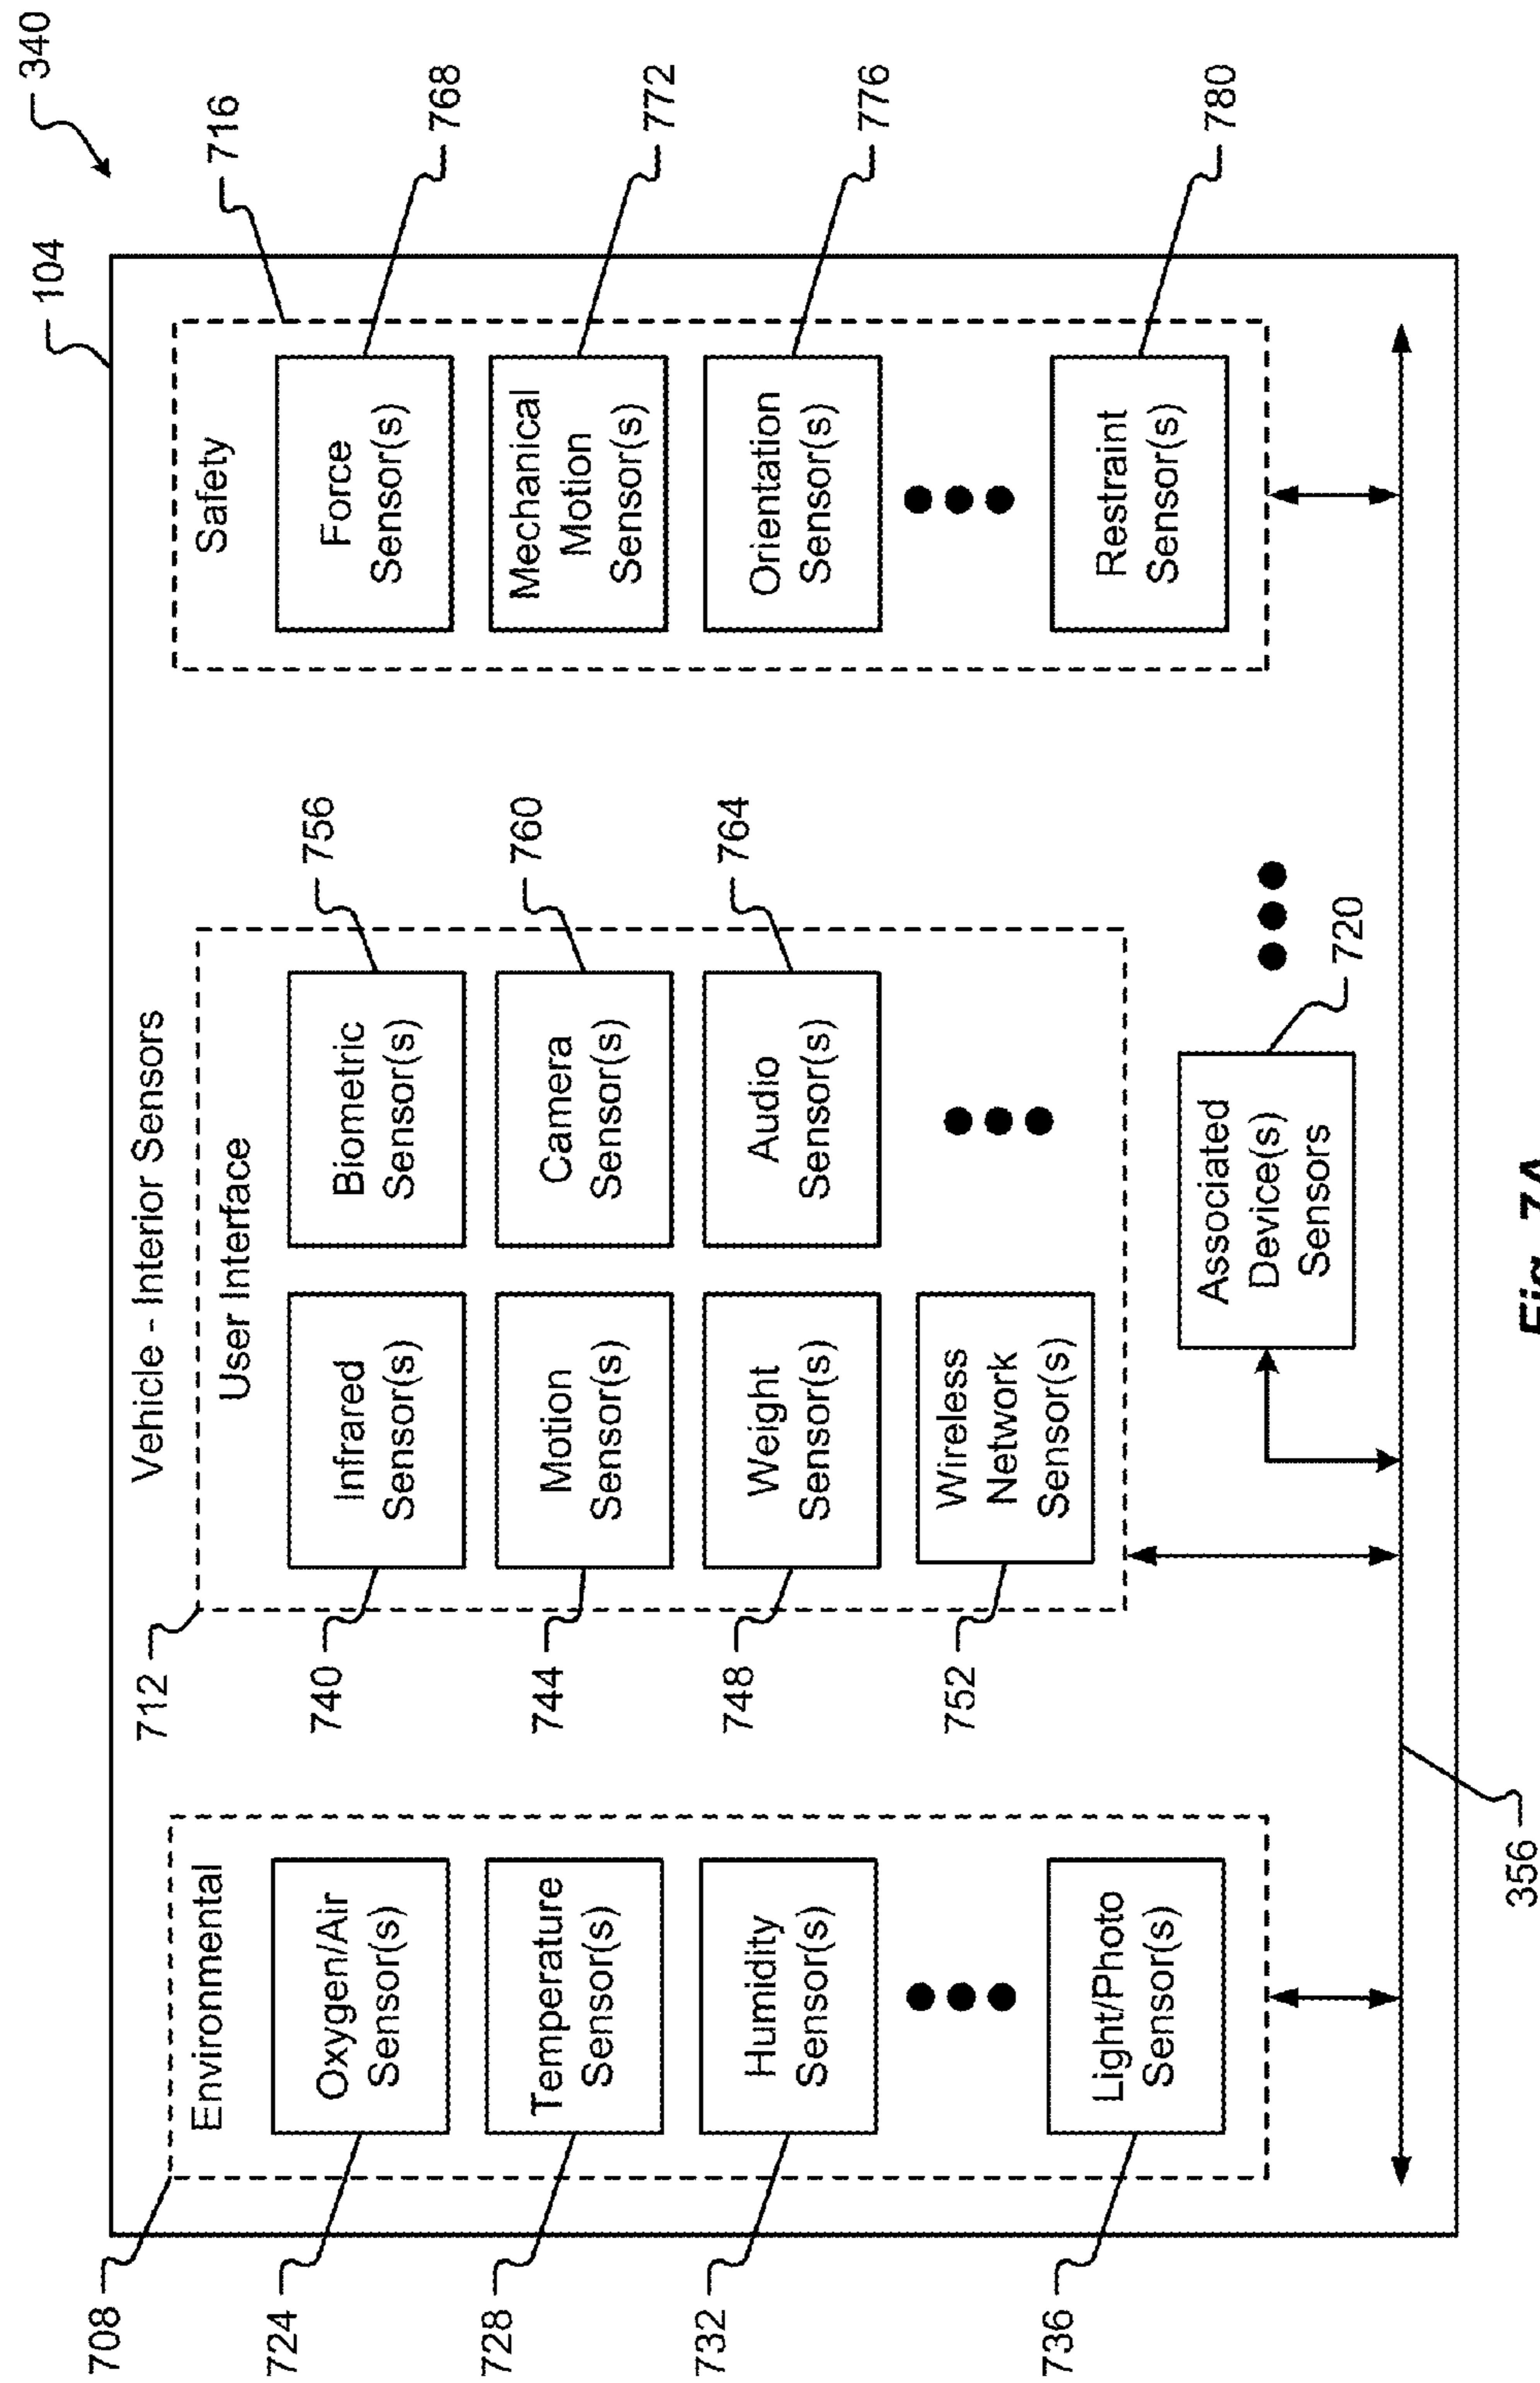 340
104
716
Vehicle - Interior Sensors
712
708
Environmental
Oxygen/Air
Sensor(s)
724
Temperature
Sensor(s)
728
Humidity
Sensor(s)
732
Light/Photo
Sensor(s)
736
User Interface
Infrared
Sensor(s)
740
Motion
Sensor(s)
744
Weight
Sensor(s)
748
Wireless
Network
Sensor(s)
752
Biometric
Sensor(s)
756
Camera
Sensor(s)
760
Audio
Sensor(s)
764
Safety
Force
Sensor(s)
768
Mechanical
Motion
Sensor(s)
772
Orientation
Sensor(s)
776
Restraint
Sensor(s)
780
Associated
Device(s)
Sensors
720
356
Fig. 7A